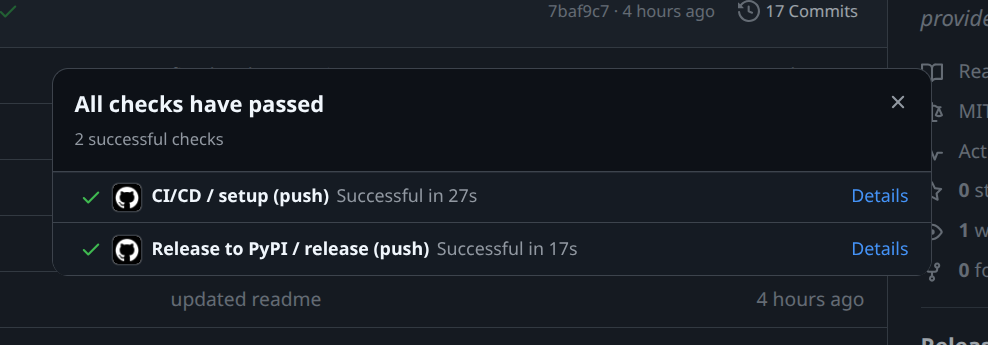 7baf9c7 · 4 hours ago 17 Commits
provide
All checks have passed
2 successful checks
CI/CD / setup (push) Successful in 27s Details
Release to PyPI / release (push) Successful in 17s Details
Rea
MIT
Act
0 st
1 w
0 fo
updated readme 4 hours ago
Releas